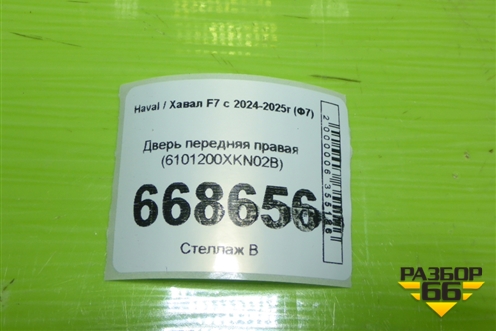 Haval / Хавал F7 с 2024-2025г (Ф7)
Дверь передняя правая
(6101200XKN02B)
668656
Стеллаж В
РАЗБОР
66